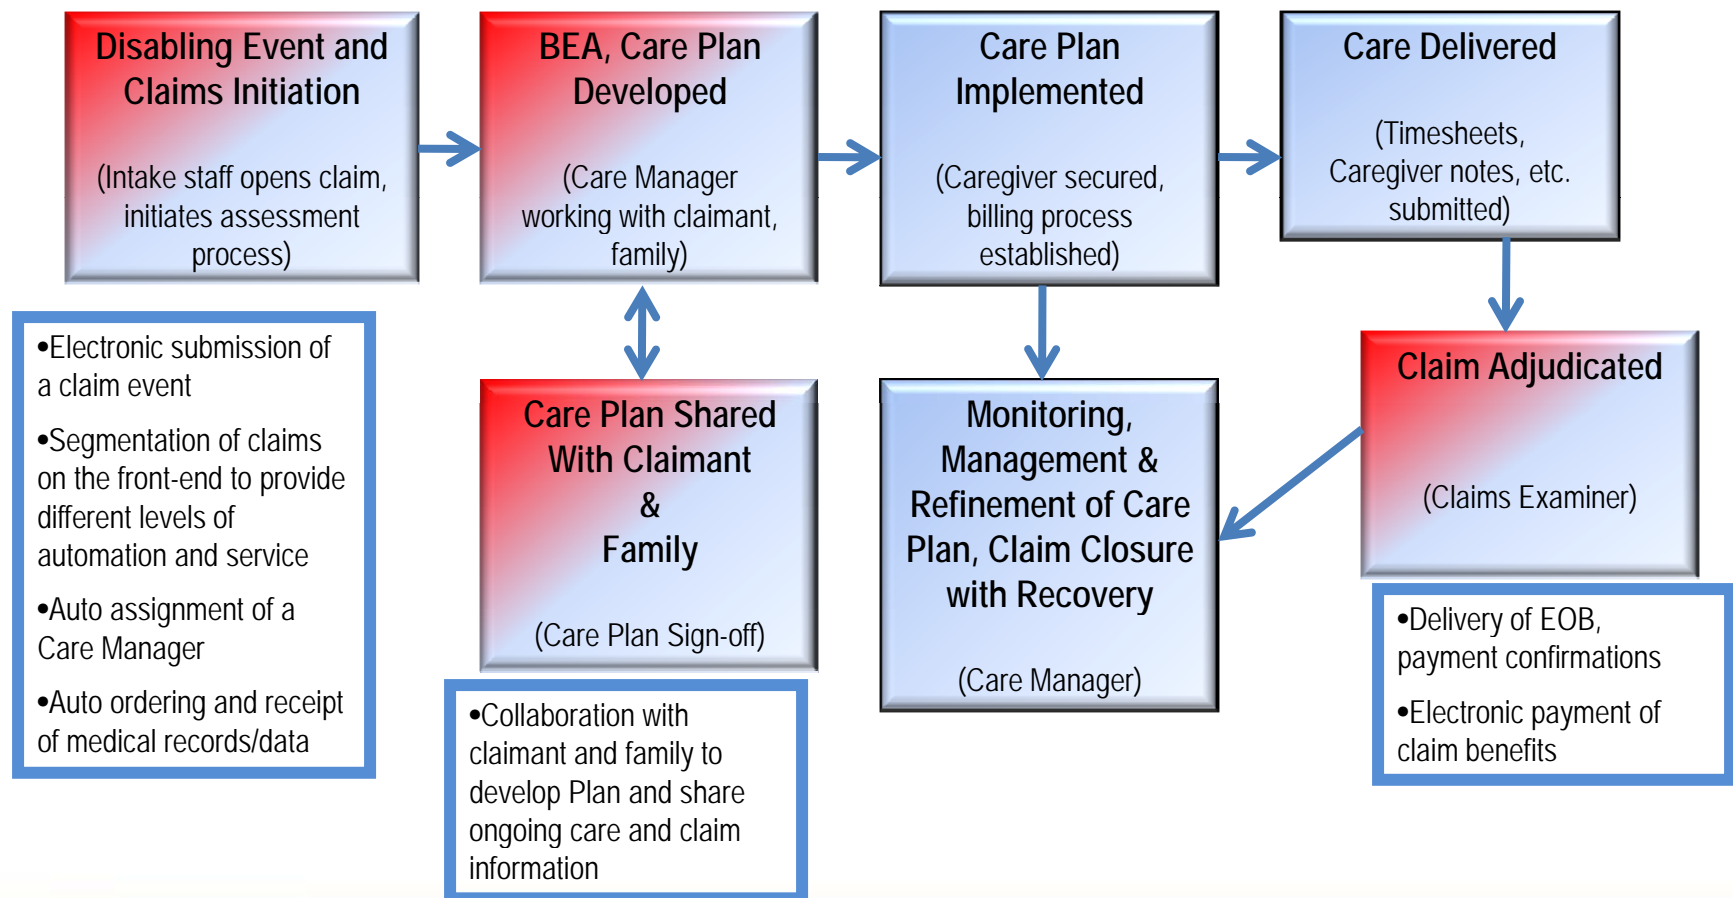 Disabling Event and
Claims Initiation
(Intake staff opens claim,
initiates assessment
process)
BEA, Care Plan
Developed
(Care Manager
working with claimant,
family)
Care Plan
Implemented
(Caregiver secured,
billing process
established)
Care Delivered
(Timesheets,
Caregiver notes, etc.
submitted)
•Electronic submission of
a claim event
•Segmentation of claims
on the front-end to provide
different levels of
automation and service
•Auto assignment of a
Care Manager
•Auto ordering and receipt
of medical records/data
Care Plan Shared
With Claimant
&
Family
(Care Plan Sign-off)
•Collaboration with
claimant and family to
develop Plan and share
ongoing care and claim
information
Monitoring,
Management &
Refinement of Care
Plan, Claim Closure
with Recovery
(Care Manager)
Claim Adjudicated
(Claims Examiner)
•Delivery of EOB,
payment confirmations
•Electronic payment of
claim benefits